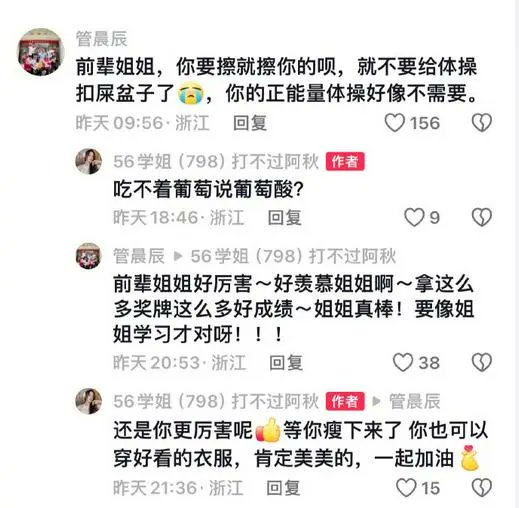 管晨辰
前辈姐姐，你要擦就擦你的呗，就不要给体操
扣屎盆子了😭，你的正能量体操好像不需要。
昨天 09:56 · 浙江 回复 156
56学姐（798）打不过阿秋 作者
吃不着葡萄说葡萄酸？
昨天 18:46 · 浙江 回复 9
管晨辰 ▶ 56学姐（798）打不过阿秋
前辈姐姐好厉害～好羡慕姐姐啊～拿这么
多奖牌这么多好成绩～姐姐真棒！要像姐
姐学习才对呀！！！
昨天 20:53 · 浙江 回复 38
56学姐（798）打不过阿秋 作者 ▶ 管晨辰
还是你更厉害呢👍等你瘦下来了 你也可以
穿好看的衣服，肯定美美的，一起加油
昨天 21:36 · 浙江 回复 15